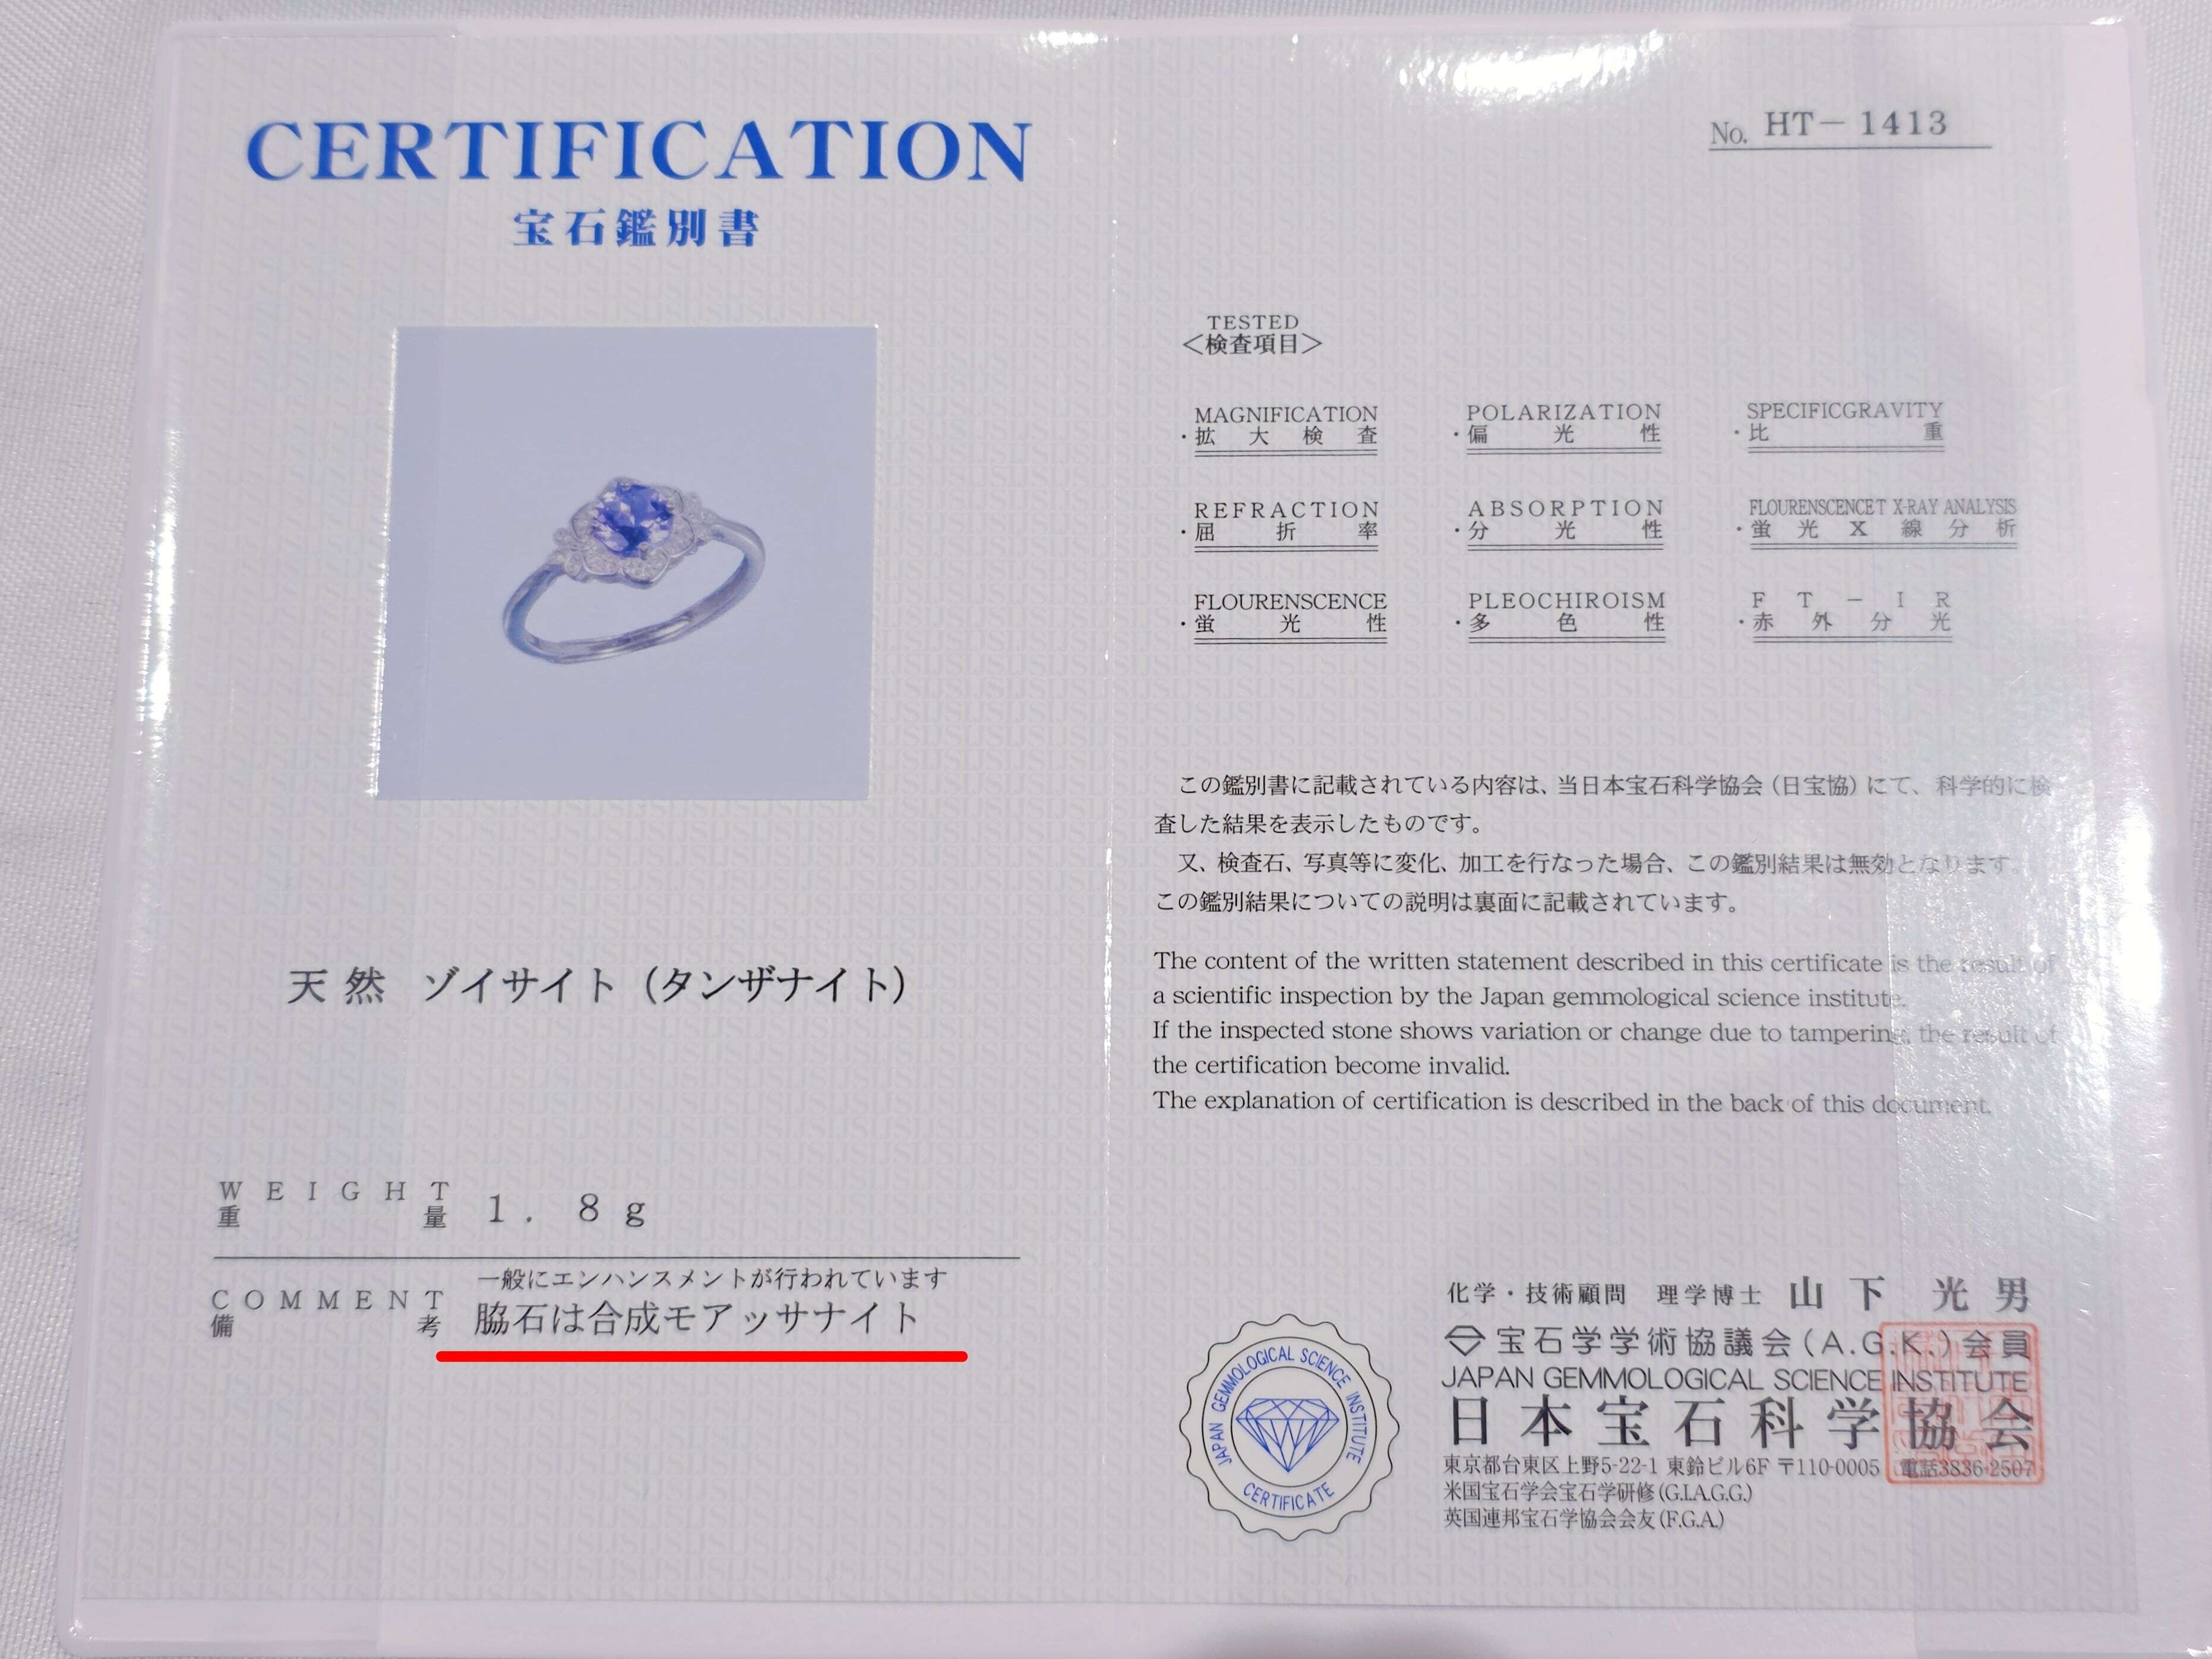 CERTIFICATION
宝石鑑別書
天然 ゾイサイト (タンザナイト)
WEIGHT
重量
1. 8g
COMMENT
備考
一般にエンハンスメントが行われています
脇石は合成モアッサナイト
No. HT-1413
TESTED
<検査項目>
MAGNIFICATION
・拡大検査
POLARIZATION
・偏光性
SPECIFICGRAVITY
・比重
REFRACTION
・屈折率
ABSORPTION
・分光性
FLOURENSCENCET X-RAY ANALYSIS
・蛍光X線分析
FLOURENSCENCE
・蛍光性
PLEOCHIROISM
・多色性
FT-IR
・赤外分光
この鑑別書に記載されている内容は、当日本宝石科学協会(日宝協)にて、科学的に検
査した結果を表示したものです。
又、検査石、写真等に変化、加工を行なった場合、この鑑別結果は無効となります。
この鑑別結果についての説明は裏面に記載されています。
The content of the written statement described in this certificate is the result of
a scientific inspection by the Japan gemmological science institute.
If the inspected stone shows variation or change due to tampering, the result of
the certification become invalid.
The explanation of certification is described in the back of this document.
JAPAN GEMMOLOGICAL SCIENCE INSTITUTE
CERTIFICATE
化学・技術顧問 理学博士 山下 光男
宝石学学術協議会(A.G.K.)会員
JAPAN GEMMOLOGICAL SCIENCE INSTITUTE
日本宝石科学協会
東京都台東区上野5-22-1 東鈴ビル6F 〒110-0005 電話3836-2507
米国宝石学会宝石学研修(G.I.A.G.G.)
英国連邦宝石学協会会友(F.G.A.)